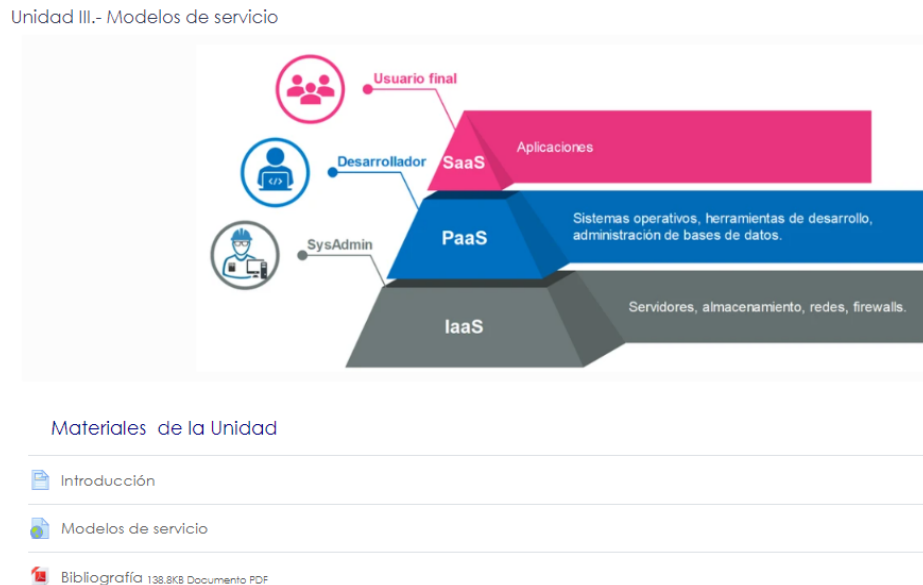 Unidad III.- Modelos de servicio
Usuario final
SaaS
Aplicaciones
Desarrollador
PaaS
Sistemas operativos, herramientas de desarrollo,
administración de bases de datos.
SysAdmin
IaaS
Servidores, almacenamiento, redes, firewalls.
Materiales de la Unidad
Introducción
Modelos de servicio
Bibliografía 138.8KB Documento PDF